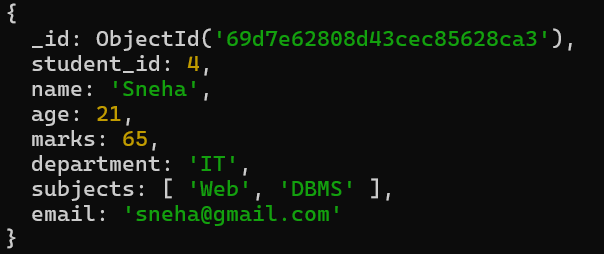 {
  _id: ObjectId('69d7e62808d43cec85628ca3'),
  student_id: 4,
  name: 'Sneha',
  age: 21,
  marks: 65,
  department: 'IT',
  subjects: [ 'Web', 'DBMS' ],
  email: 'sneha@gmail.com'
}